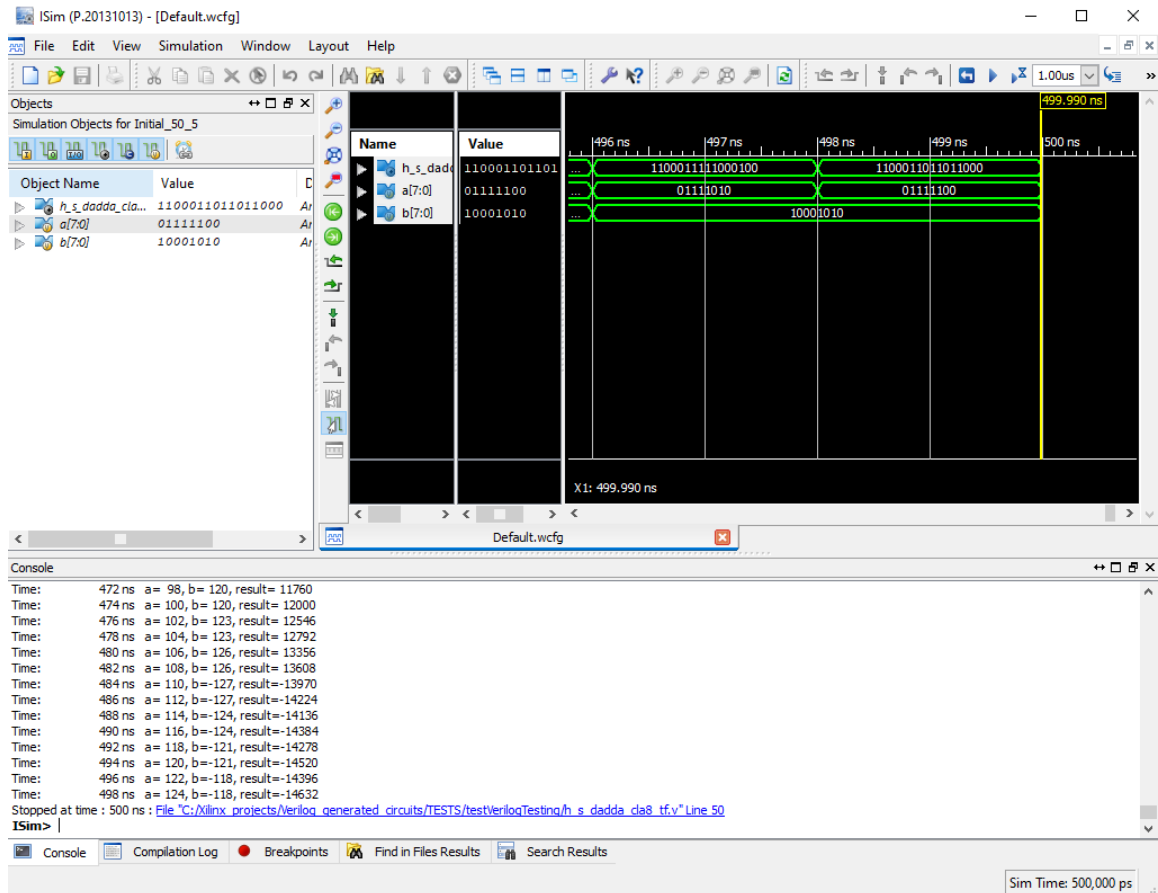 ISim (P.20131013) - [Default.wcfg]
File Edit View Simulation Window Layout Help
1.00us
Objects
Simulation Objects for Initial_50_5
Object Name Value D
h_s_dadda_cla... 1100011011011000 Ar
a[7:0] 01111100 Ar
b[7:0] 10001010 Ar
499.990 ns
Name Value
496 ns 497 ns 498 ns 499 ns 500 ns
h_s_dadd 110001101101 ... 1100011111000100 1100011011011000
a[7:0] 01111100 ... 01111010 01111100
b[7:0] 10001010 ... 10001010
X1: 499.990 ns
Default.wcfg
Console
Time: 472 ns a= 98, b= 120, result= 11760
Time: 474 ns a= 100, b= 120, result= 12000
Time: 476 ns a= 102, b= 123, result= 12546
Time: 478 ns a= 104, b= 123, result= 12792
Time: 480 ns a= 106, b= 126, result= 13356
Time: 482 ns a= 108, b= 126, result= 13608
Time: 484 ns a= 110, b=-127, result=-13970
Time: 486 ns a= 112, b=-127, result=-14224
Time: 488 ns a= 114, b=-124, result=-14136
Time: 490 ns a= 116, b=-124, result=-14384
Time: 492 ns a= 118, b=-121, result=-14278
Time: 494 ns a= 120, b=-121, result=-14520
Time: 496 ns a= 122, b=-118, result=-14396
Time: 498 ns a= 124, b=-118, result=-14632
Stopped at time : 500 ns : File "C:/Xilinx_projects/Verilog_generated_circuits/TESTS/testVerilogTesting/h_s_dadda_cla8_tf.v" Line 50
ISim>
Console Compilation Log Breakpoints Find in Files Results Search Results
Sim Time: 500,000 ps